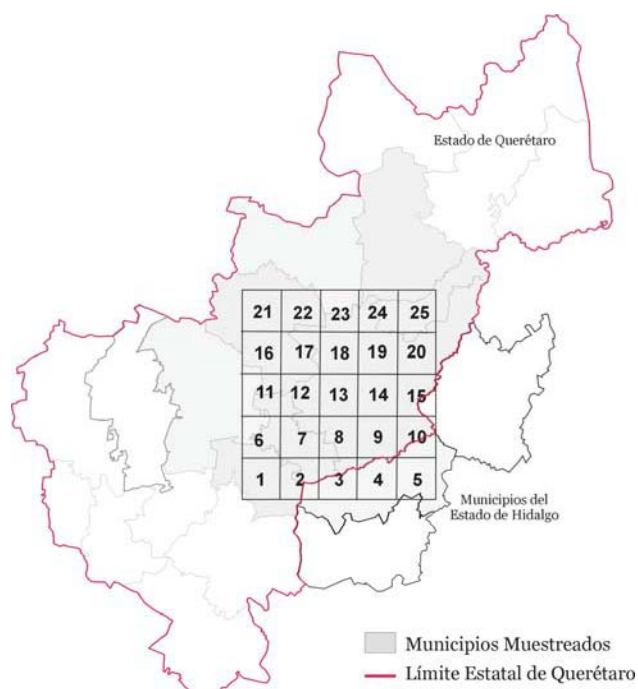 Estado de Querétaro
21 22 23 24 25
16 17 18 19 20
11 12 13 14 15
6 7 8 9 10
1 2 3 4 5
Municipios del
Estado de Hidalgo
Municipios Muestreados
Límite Estatal de Querétaro